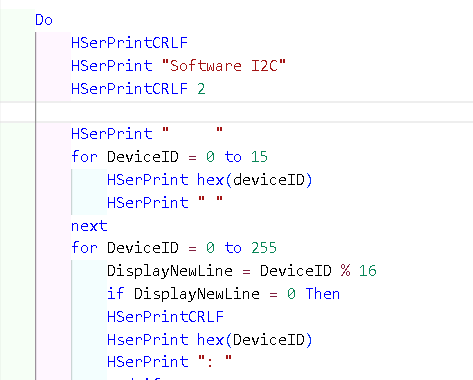 Do
HSerPrintCRLF
HSerPrint "Software I2C"
HSerPrintCRLF 2
HSerPrint "     "
for DeviceID = 0 to 15
HSerPrint hex(deviceID)
HSerPrint " "
next
for DeviceID = 0 to 255
DisplayNewLine = DeviceID % 16
if DisplayNewLine = 0 Then
HSerPrintCRLF
HserPrint hex(DeviceID)
HSerPrint ": "